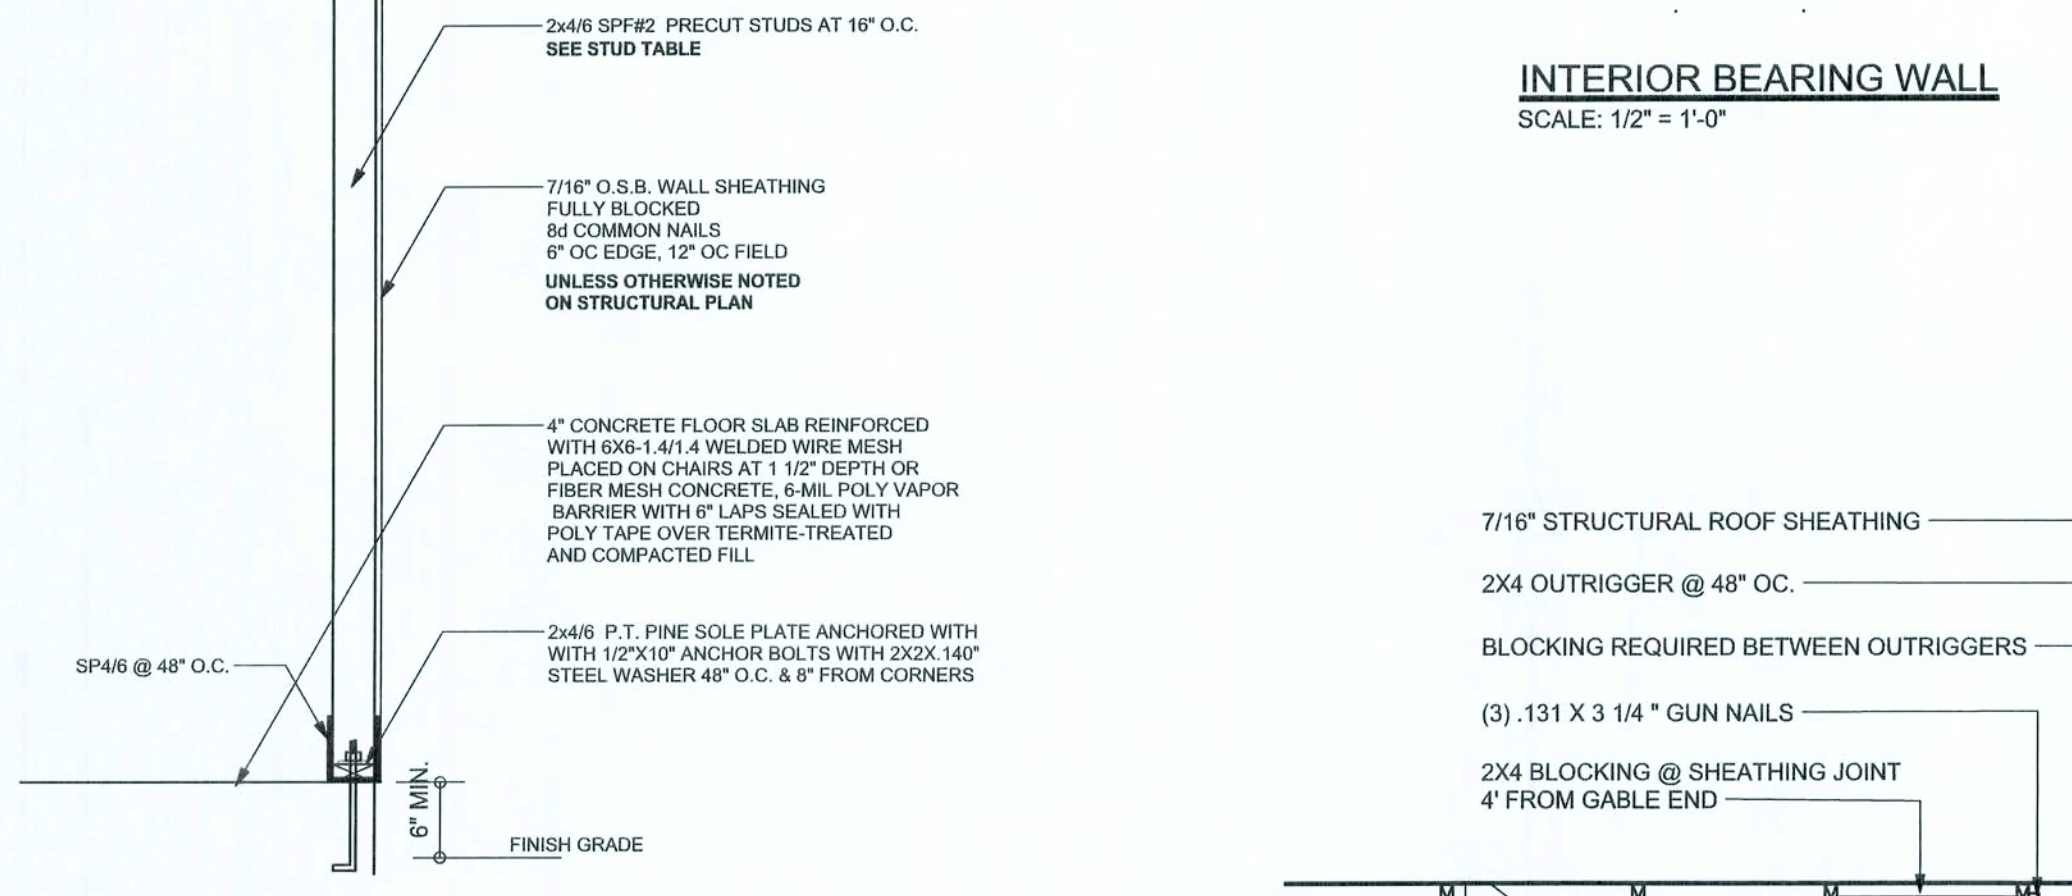 2x4/6 SPF#2 PRECUT STUDS AT 16" O.C.
SEE STUD TABLE
7/16" O.S.B. WALL SHEATHING
FULLY BLOCKED
8d COMMON NAILS
6" OC EDGE, 12" OC FIELD
UNLESS OTHERWISE NOTED
ON STRUCTURAL PLAN
4" CONCRETE FLOOR SLAB REINFORCED
WITH 6X6-1.4/1.4 WELDED WIRE MESH
PLACED ON CHAIRS AT 1 1/2" DEPTH OR
FIBER MESH CONCRETE, 6-MIL POLY VAPOR
BARRIER WITH 6" LAPS SEALED WITH
POLY TAPE OVER TERMITE-TREATED
AND COMPACTED FILL
2x4/6 P.T. PINE SOLE PLATE ANCHORED WITH
WITH 1/2"X10" ANCHOR BOLTS WITH 2X2X.140"
STEEL WASHER 48" O.C. & 8" FROM CORNERS
SP4/6 @ 48" O.C.
6" MIN.
FINISH GRADE
INTERIOR BEARING WALL
SCALE: 1/2" = 1'-0"
7/16" STRUCTURAL ROOF SHEATHING
2X4 OUTRIGGER @ 48" OC.
BLOCKING REQUIRED BETWEEN OUTRIGGERS
(3) .131 X 3 1/4 " GUN NAILS
2X4 BLOCKING @ SHEATHING JOINT
4' FROM GABLE END